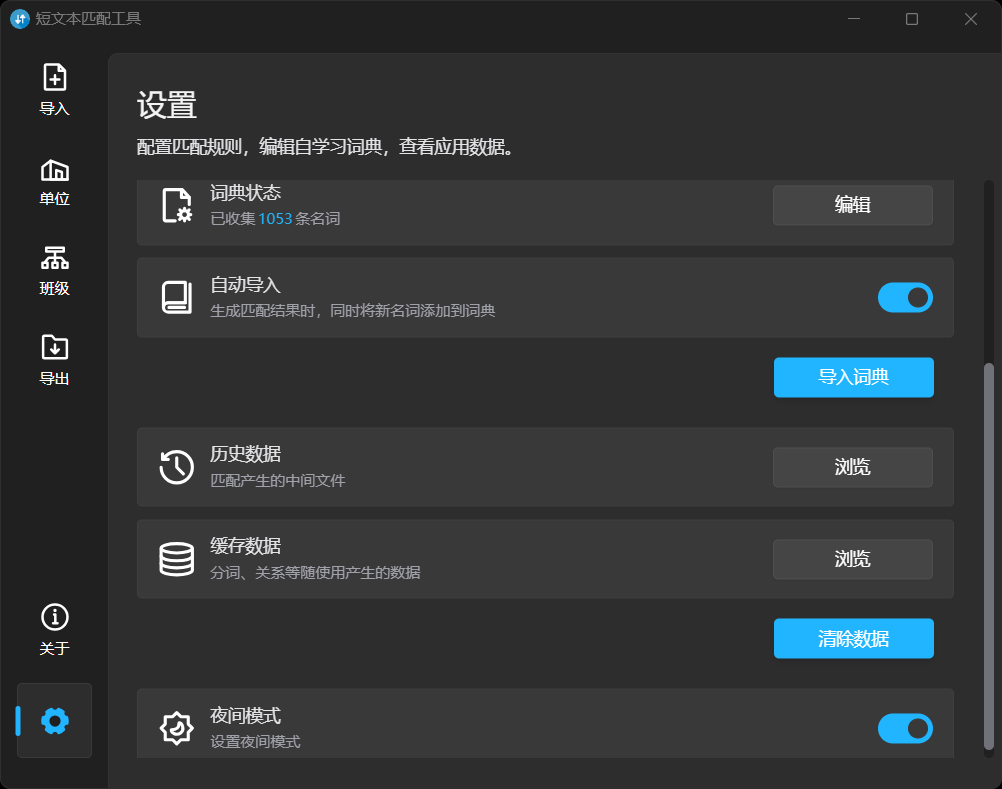 短文本匹配工具
设置
配置匹配规则，编辑自学习词典，查看应用数据。
导入
单位
班级
导出
关于
词典状态
已收集 1053 条名词
编辑
自动导入
生成匹配结果时，同时将新名词添加到词典
导入词典
历史数据
匹配产生的中间文件
浏览
缓存数据
分词、关系等随使用产生的数据
浏览
清除数据
夜间模式
设置夜间模式